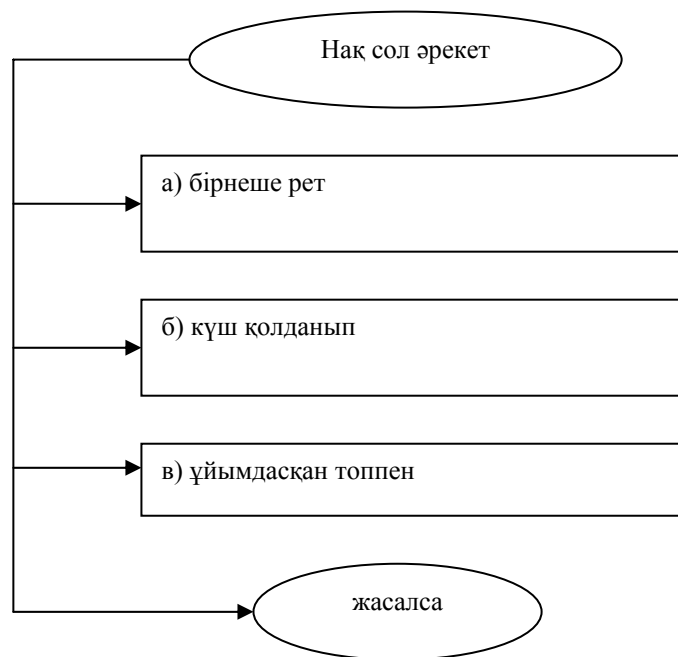 Нақ сол әрекет
а) бірнеше рет
б) күш қолданып
в) ұйымдасқан топпен
жасалса